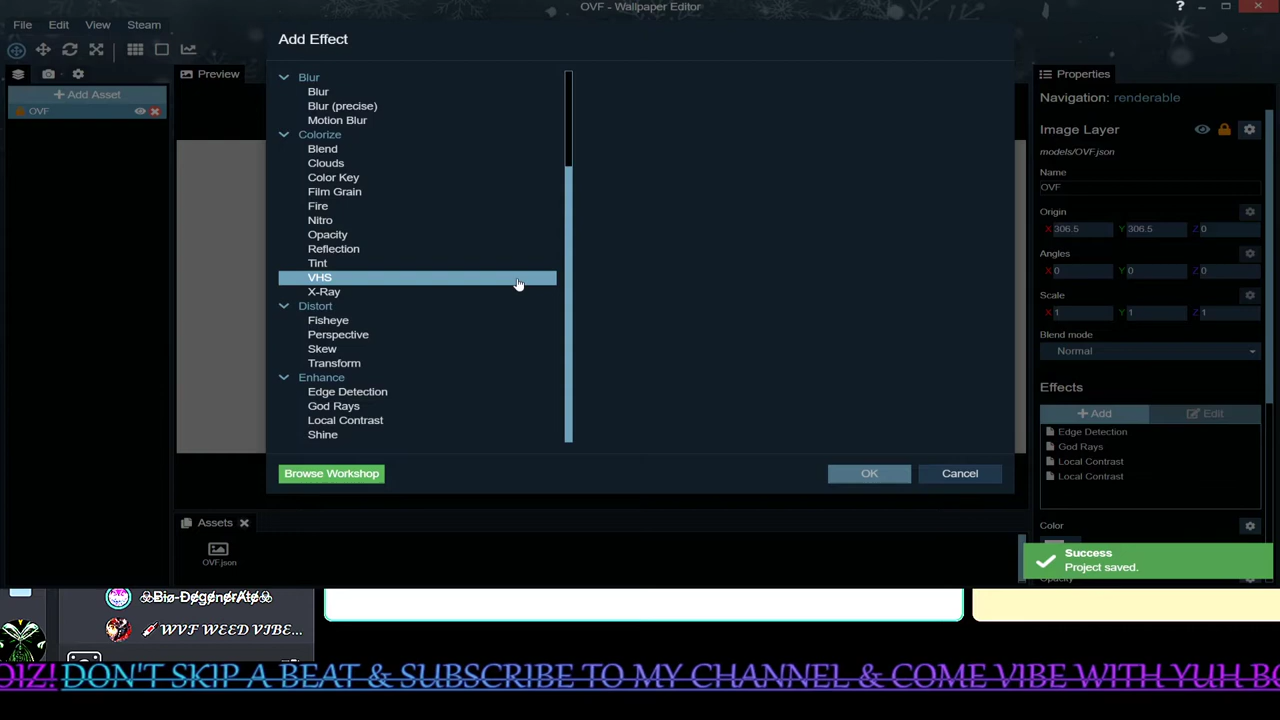 OVF - Wallpaper Editor
File Edit View Steam
?
Add Effect
Preview
Properties
+ Add Asset
OVF
Blur
Blur
Blur (precise)
Motion Blur
Colorize
Blend
Clouds
Color Key
Film Grain
Fire
Nitro
Opacity
Reflection
Tint
VHS
X-Ray
Distort
Fisheye
Perspective
Skew
Transform
Enhance
Edge Detection
God Rays
Local Contrast
Shine
Browse Workshop
OK
Cancel
Navigation: renderable
Image Layer
models/OVF.json
Name
OVF
Origin
X 306.5 Y 306.5 Z 0
Angles
X 0 Y 0 Z 0
Scale
X 1 Y 1 Z 1
Blend mode
Normal
Effects
+ Add
Edit
Edge Detection
God Rays
Local Contrast
Local Contrast
Color
Success
Project saved.
Assets
OVF.json
☠Biø-DegenørAtø☠
WVF WEED VIBE...
OIZ! DON'T SKIP A BEAT & SUBSCRIBE TO MY CHANNEL & COME VIBE WITH YUH BO